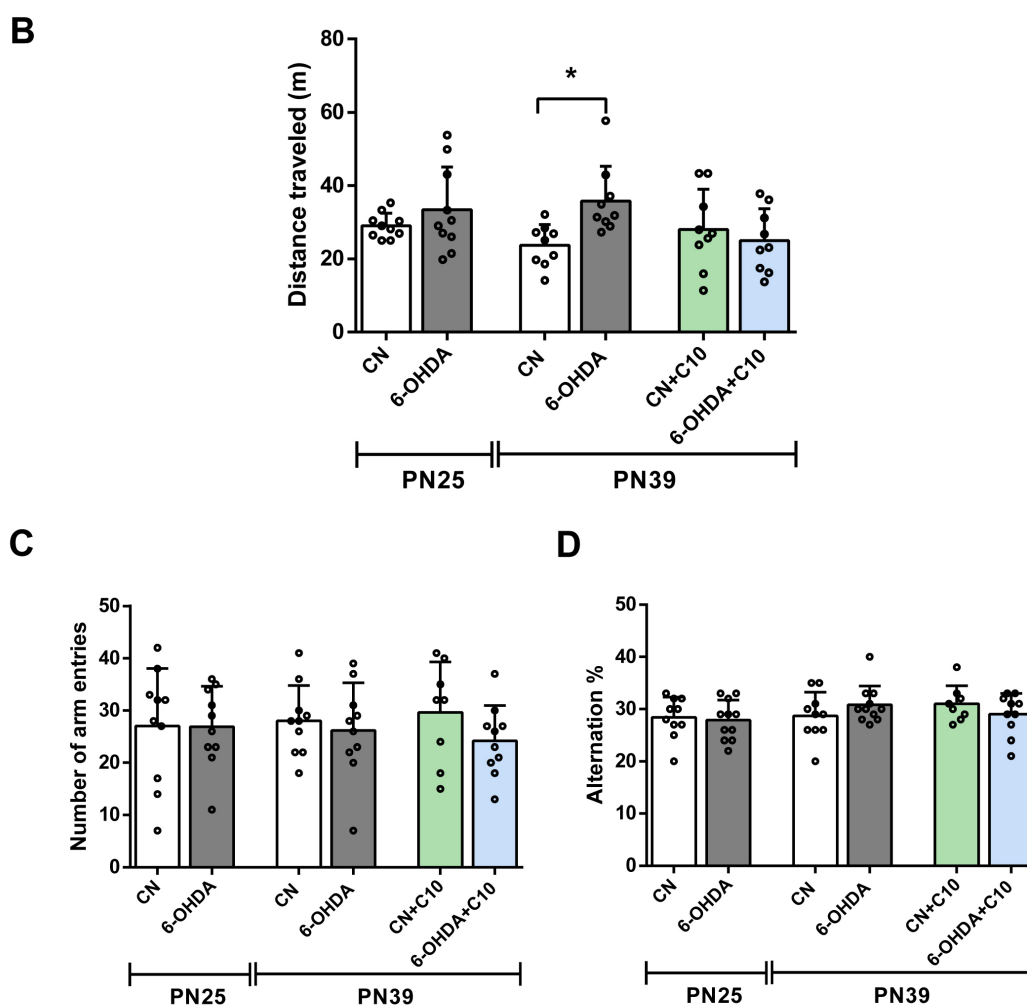 B
Distance traveled (m)
80
60
40
20
0
*
CN
6-OHDA
CN
6-OHDA
CN+C10
6-OHDA+C10
PN25
PN39
C
Number of arm entries
50
40
30
20
10
0
CN
6-OHDA
CN
6-OHDA
CN+C10
6-OHDA+C10
PN25
PN39
D
Alternation %
50
40
30
20
10
0
CN
6-OHDA
CN
6-OHDA
CN+C10
6-OHDA+C10
PN25
PN39